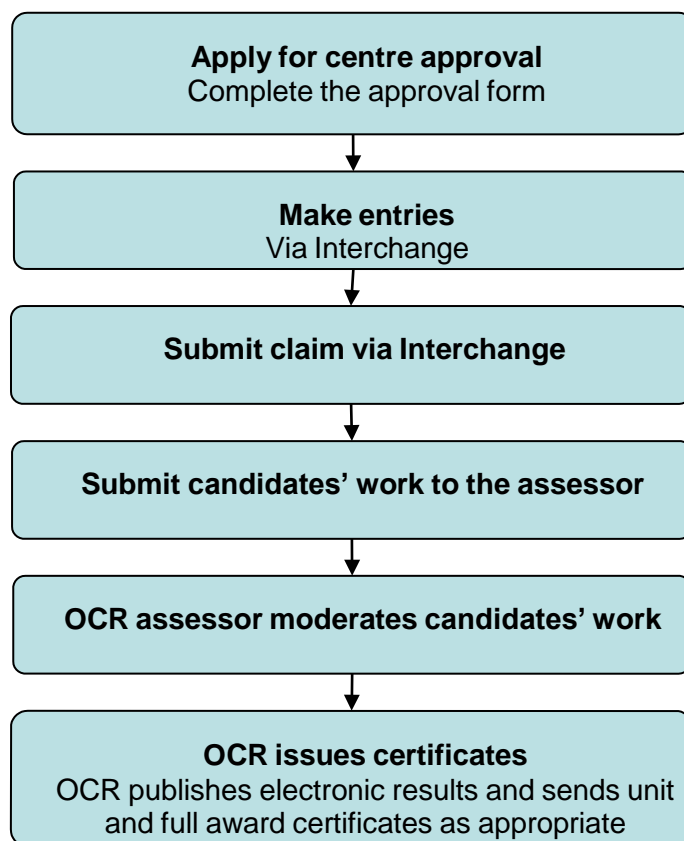 Apply for centre approval
Complete the approval form
Make entries
Via Interchange
Submit claim via Interchange
Submit candidates’ work to the assessor
OCR assessor moderates candidates’ work
OCR issues certificates
OCR publishes electronic results and sends unit
and full award certificates as appropriate